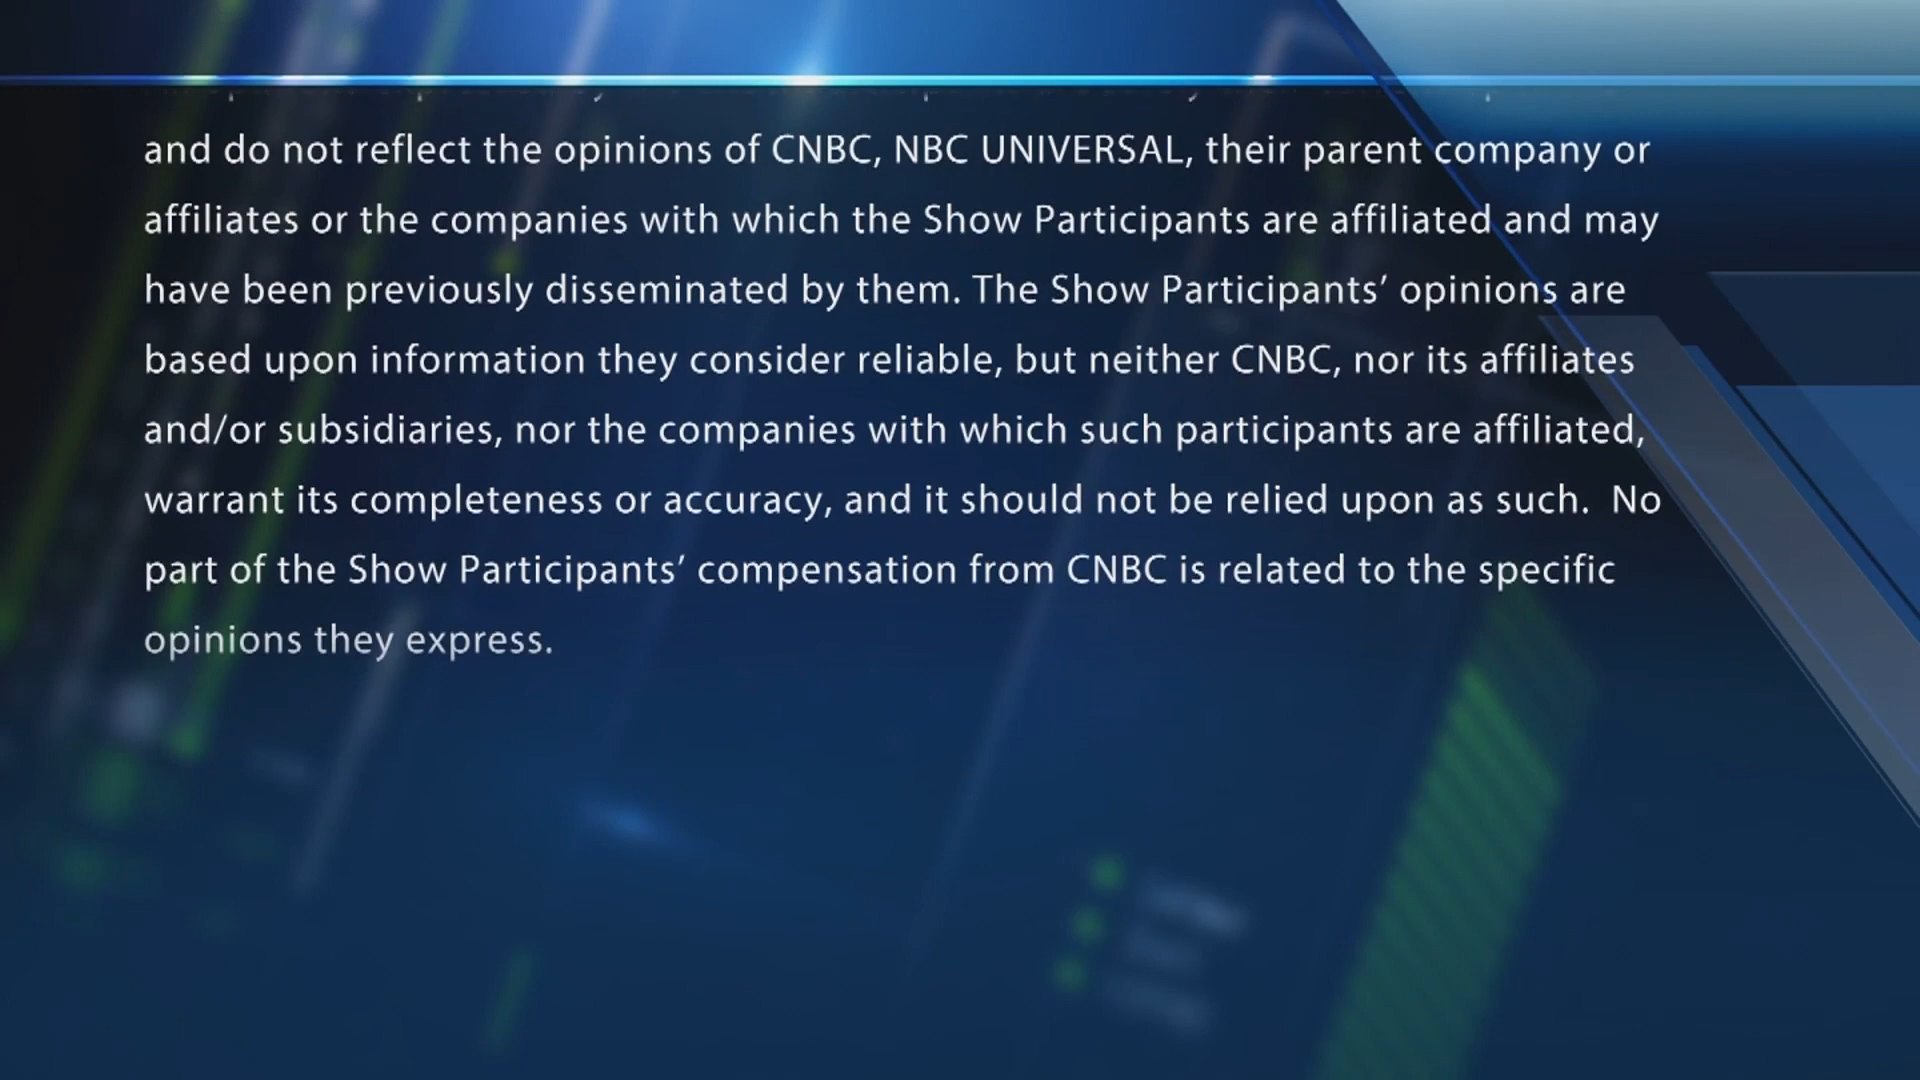 and do not reflect the opinions of CNBC, NBC UNIVERSAL, their parent company or
affiliates or the companies with which the Show Participants are affiliated and may
have been previously disseminated by them. The Show Participants’ opinions are
based upon information they consider reliable, but neither CNBC, nor its affiliates
and/or subsidiaries, nor the companies with which such participants are affiliated,
warrant its completeness or accuracy, and it should not be relied upon as such.  No
part of the Show Participants’ compensation from CNBC is related to the specific
opinions they express.